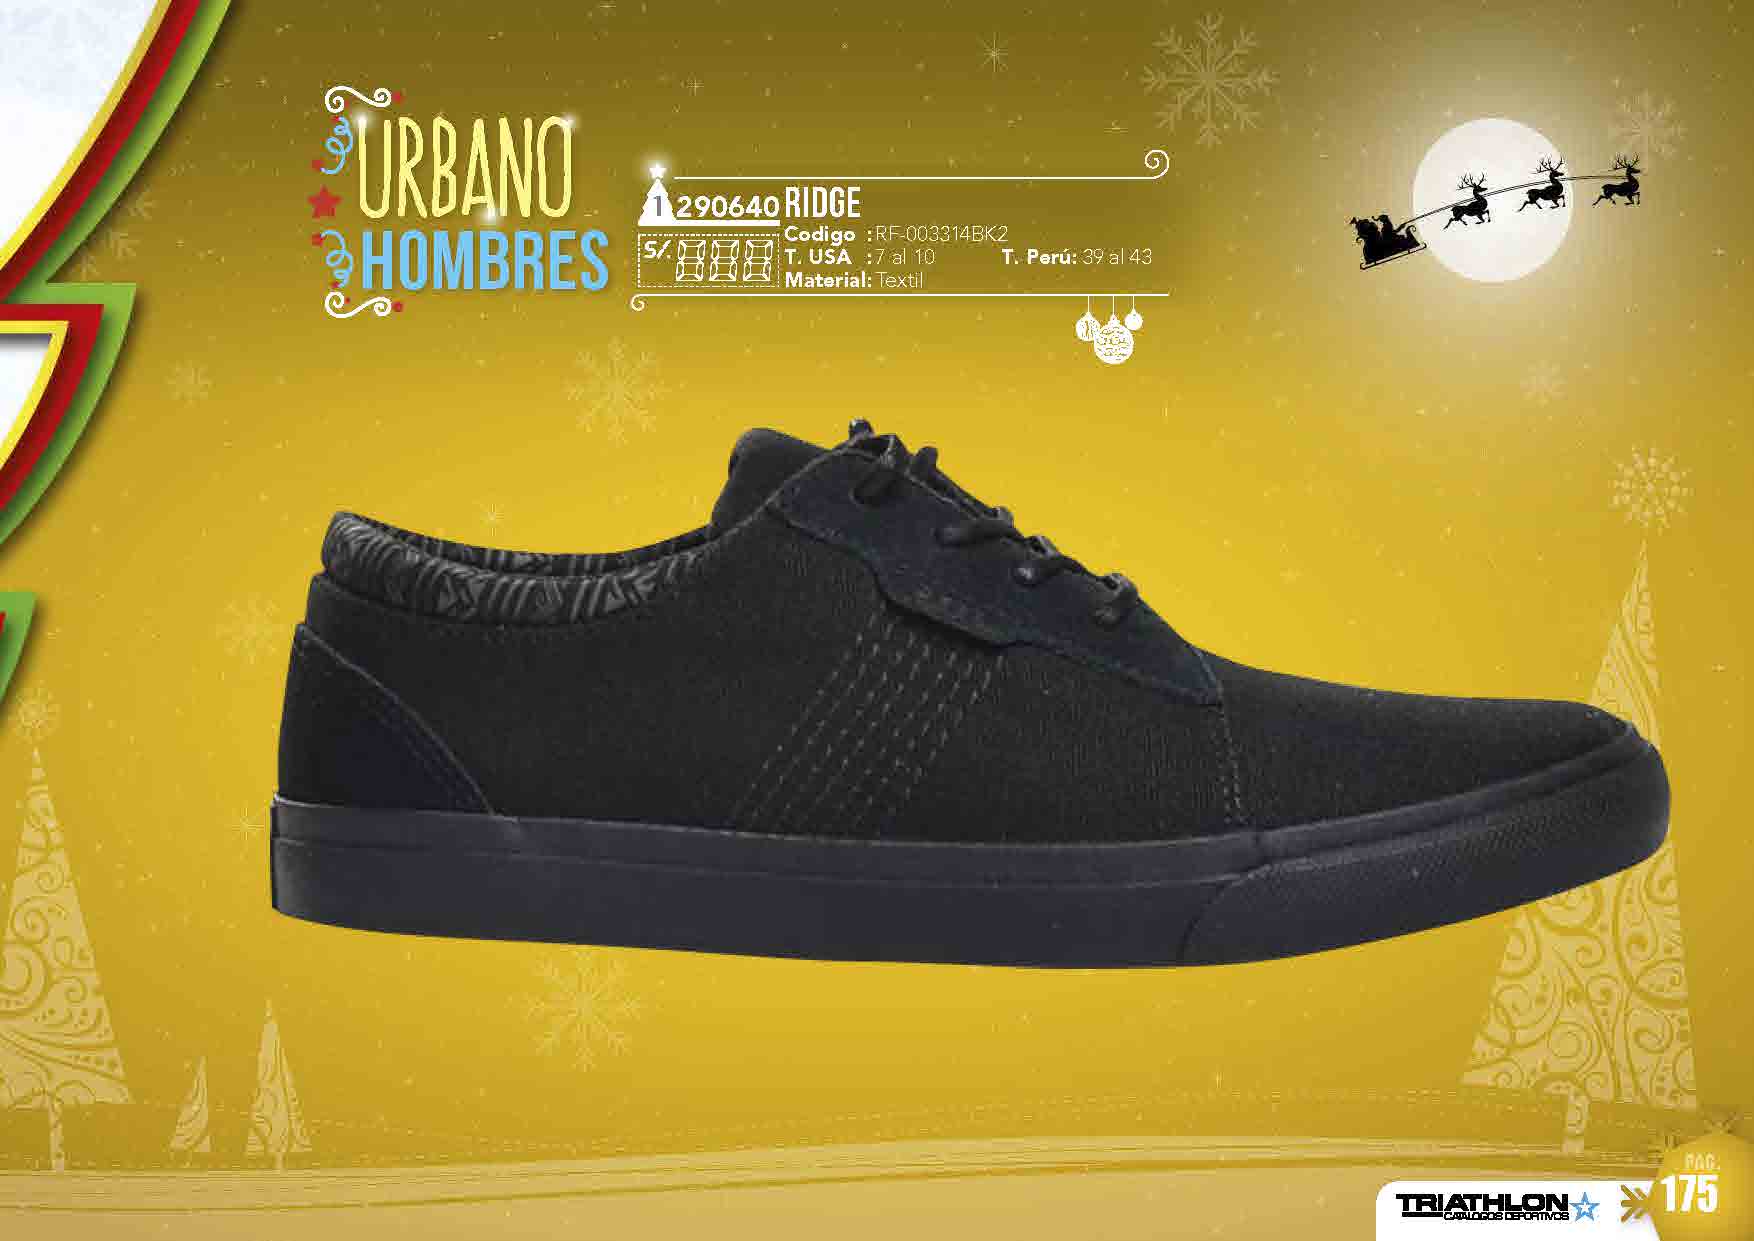 URBANO
HOMBRES
1 290640 RIDGE
S/. 888
Codigo : RF-003314BK2
T. USA : 7 al 10 T. Perú: 39 al 43
Material: Textil
PAG.
175
TRIATHLON
CATALOGOS DEPORTIVOS